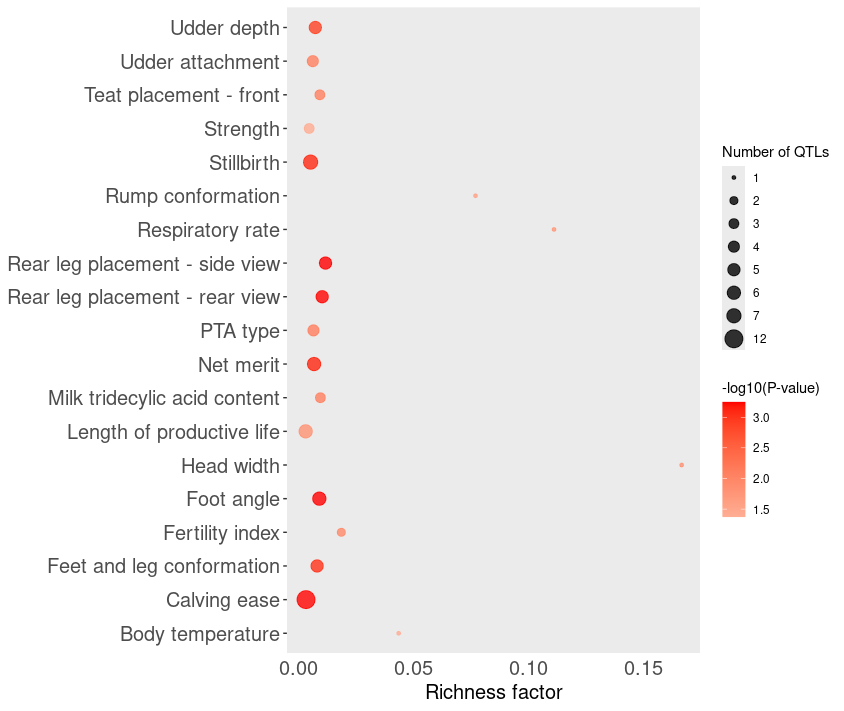 Udder depth
Udder attachment
Teat placement - front
Strength
Stillbirth
Rump conformation
Respiratory rate
Rear leg placement - side view
Rear leg placement - rear view
PTA type
Net merit
Milk tridecylic acid content
Length of productive life
Head width
Foot angle
Fertility index
Feet and leg conformation
Calving ease
Body temperature
0.00 0.05 0.10 0.15
Richness factor
Number of QTLs
1
2
3
4
5
6
7
12
-log10(P-value)
3.0
2.5
2.0
1.5